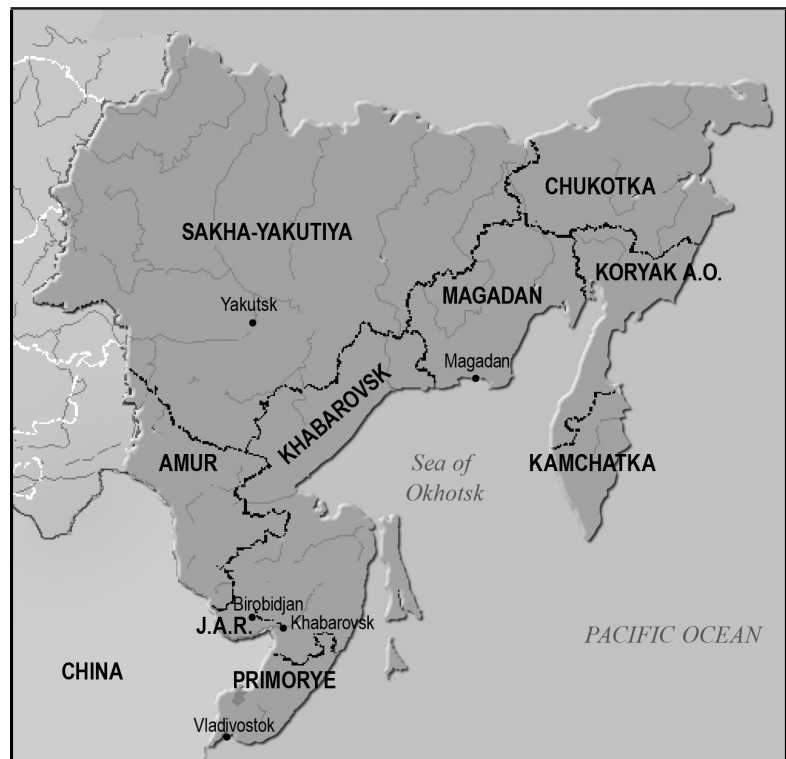 CHUKOTKA
SAKHA-YAKUTIYA
KORYAK A.O.
MAGADAN
Yakutsk
Magadan
KHABAROVSK
AMUR
Sea of
Okhotsk
KAMCHATKA
Birobidjan
J.A.R.
Khabarovsk
PACIFIC OCEAN
CHINA
PRIMORYE
Vladivostok